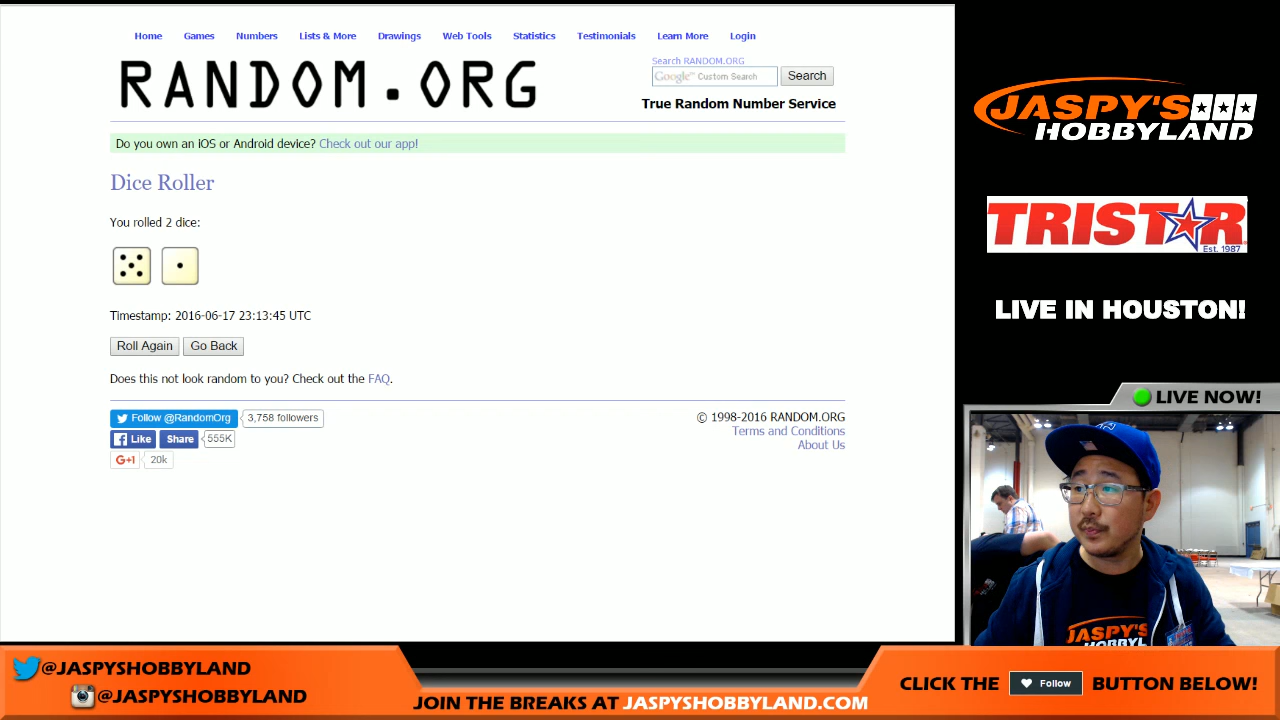 Home Games Numbers Lists & More Drawings Web Tools Statistics Testimonials Learn More Login
RANDOM.ORG
Search RANDOM.ORG
Google™ Custom Search Search
True Random Number Service
Do you own an iOS or Android device? Check out our app!
Dice Roller
You rolled 2 dice:
Timestamp: 2016-06-17 23:13:45 UTC
Roll Again Go Back
Does this not look random to you? Check out the FAQ.
Follow @RandomOrg 3,758 followers
Like Share 555K
G+1 20k
© 1998-2016 RANDOM.ORG
Terms and Conditions
About Us
JASPY'S
HOBBYLAND
TRISTAR
Est. 1987
LIVE IN HOUSTON!
LIVE NOW!
JASPY'S
HOBBYLAND
@JASPYSHOBBYLAND
@JASPYSHOBBYLAND
JOIN THE BREAKS AT JASPYSHOBBYLAND.COM
CLICK THE Follow BUTTON BELOW!